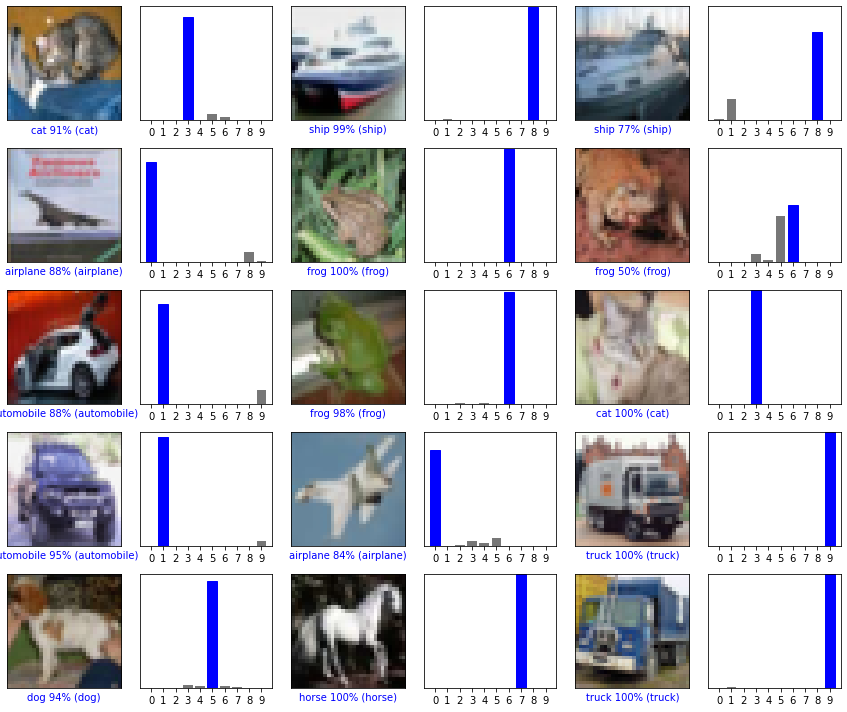 0 1 2 3 4 5 6 7 8 9
0 1 2 3 4 5 6 7 8 9
0 1 2 3 4 5 6 7 8 9
cat 91% (cat)
ship 99% (ship)
ship 77% (ship)
0 1 2 3 4 5 6 7 8 9
0 1 2 3 4 5 6 7 8 9
0 1 2 3 4 5 6 7 8 9
airplane 88% (airplane)
frog 100% (frog)
frog 50% (frog)
0 1 2 3 4 5 6 7 8 9
0 1 2 3 4 5 6 7 8 9
0 1 2 3 4 5 6 7 8 9
utomobile 88% (automobile)
frog 98% (frog)
cat 100% (cat)
0 1 2 3 4 5 6 7 8 9
0 1 2 3 4 5 6 7 8 9
0 1 2 3 4 5 6 7 8 9
utomobile 95% (automobile)
airplane 84% (airplane)
truck 100% (truck)
0 1 2 3 4 5 6 7 8 9
0 1 2 3 4 5 6 7 8 9
0 1 2 3 4 5 6 7 8 9
dog 94% (dog)
horse 100% (horse)
truck 100% (truck)